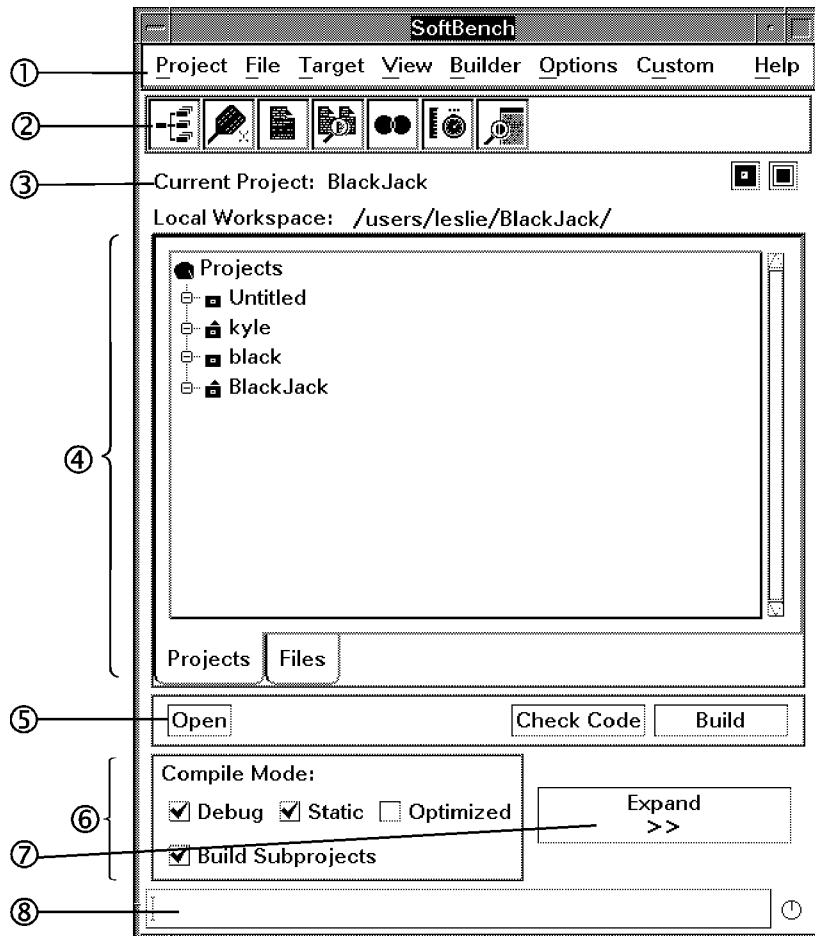 SoftBench
① Project File Target View Builder Options Custom Help
②
③ Current Project: BlackJack
Local Workspace: /users/leslie/BlackJack/
Projects
Untitled
kyle
black
BlackJack
④
Projects Files
⑤ Open Check Code Build
Compile Mode:
Debug Static Optimized
⑥
Expand
>>
⑦ Build Subprojects
⑧